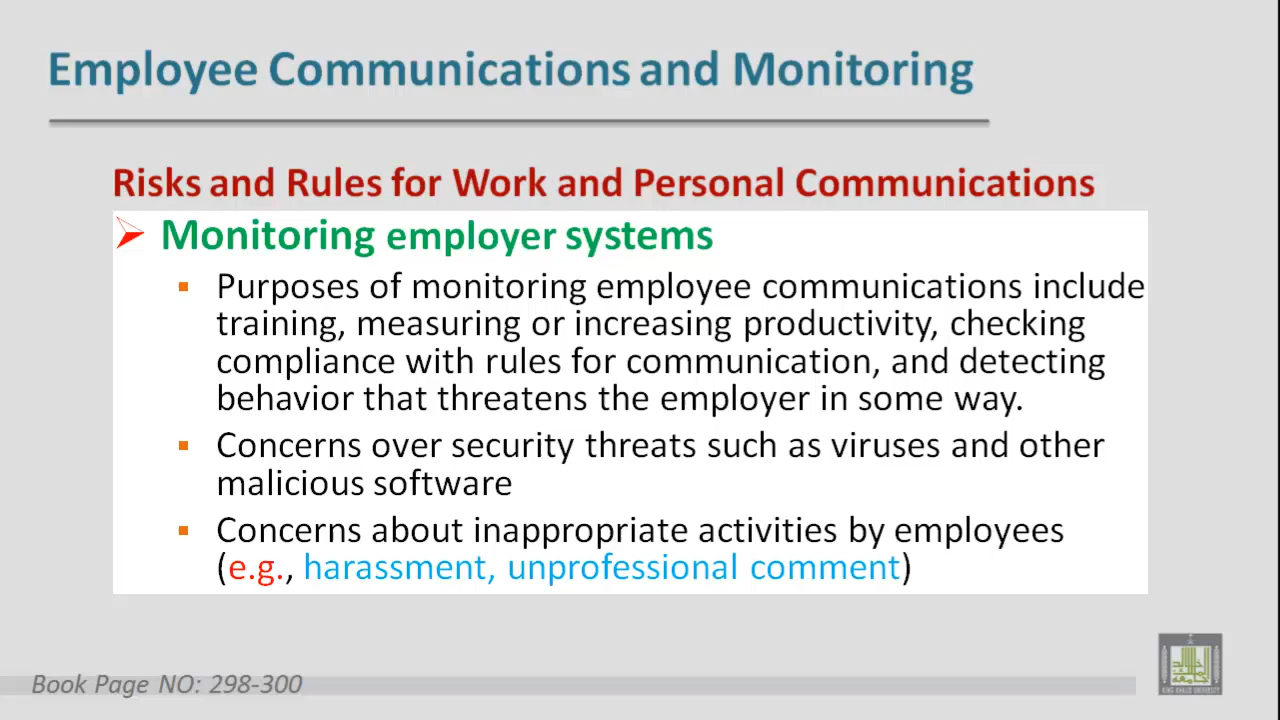 Employee Communications and Monitoring
Risks and Rules for Work and Personal Communications
Monitoring employer systems
Purposes of monitoring employee communications include
training, measuring or increasing productivity, checking
compliance with rules for communication, and detecting
behavior that threatens the employer in some way.
Concerns over security threats such as viruses and other
malicious software
Concerns about inappropriate activities by employees
(e.g., harassment, unprofessional comment)
Book Page NO: 298-300
KING KHALID UNIVERSITY